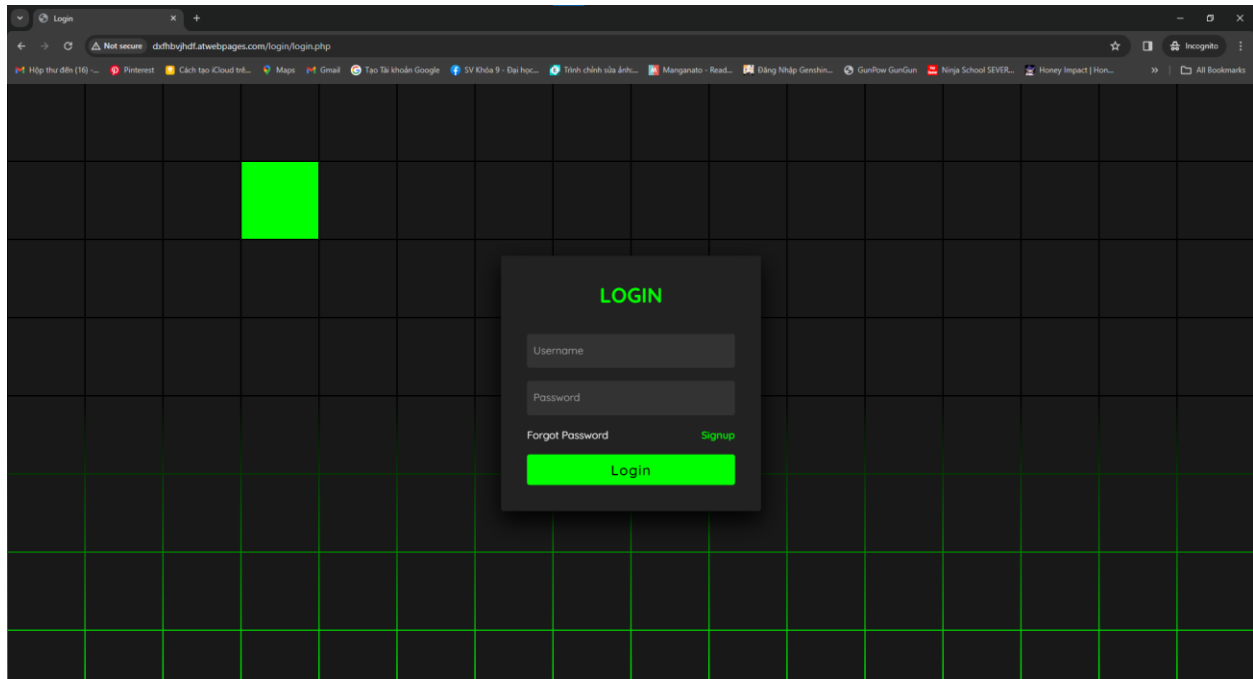 Login
Not secure dxfhbvjhdf.atwebpages.com/login/login.php Incognito
Hộp thư đến (16) -... Pinterest Cách tạo iCloud trê... Maps Gmail Tạo Tài khoản Google SV Khóa 9 - Đại học... Trình chỉnh sửa ảnh:... Manganato - Read... Đăng Nhập Genshin... GunPow GunGun Ninja School SEVER... Honey Impact | Hon... » All Bookmarks
LOGIN
Username
Password
Forgot Password Signup
Login